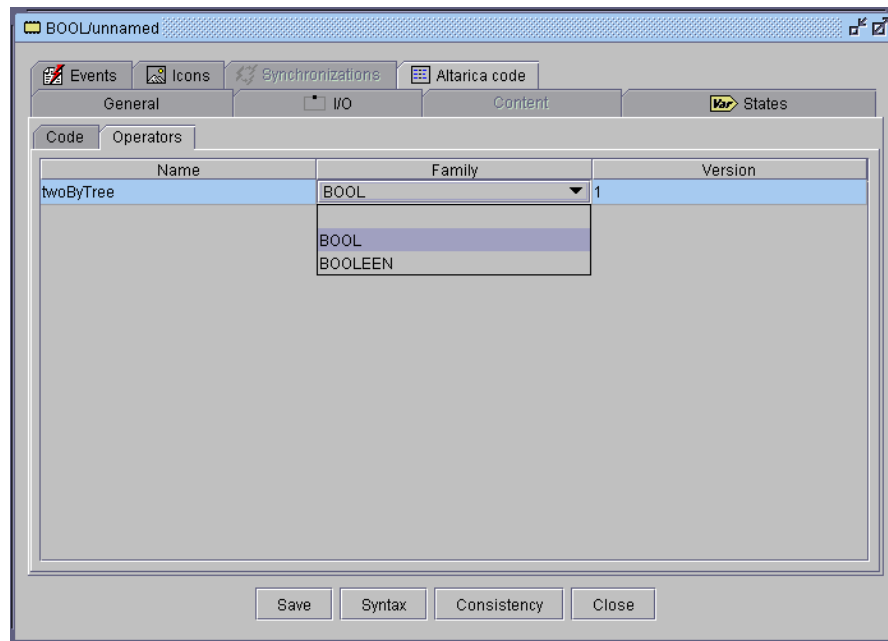 BOOL/unnamed
Events Icons Synchronizations Altarica code
General I/O Content Var States
Code Operators
Name Family Version
twoByTree BOOL 1
BOOL
BOOLEEN
Save Syntax Consistency Close